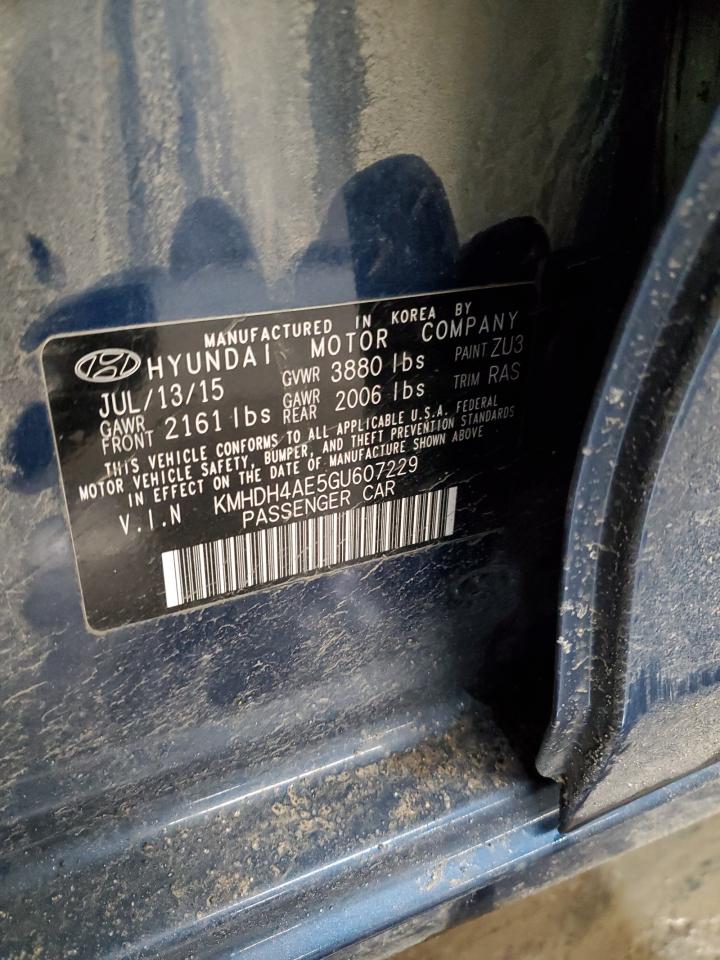 MANUFACTURED IN KOREA BY
HYUNDAI MOTOR COMPANY
JUL/13/15 GVWR 3880 lbs PAINT ZU3
GAWR FRONT 2161 lbs GAWR REAR 2006 lbs TRIM RAS
THIS VEHICLE CONFORMS TO ALL APPLICABLE U.S.A. FEDERAL
MOTOR VEHICLE SAFETY, BUMPER, AND THEFT PREVENTION STANDARDS
IN EFFECT ON THE DATE OF MANUFACTURE SHOWN ABOVE
V.I.N KMHDH4AE5GU607229
PASSENGER CAR